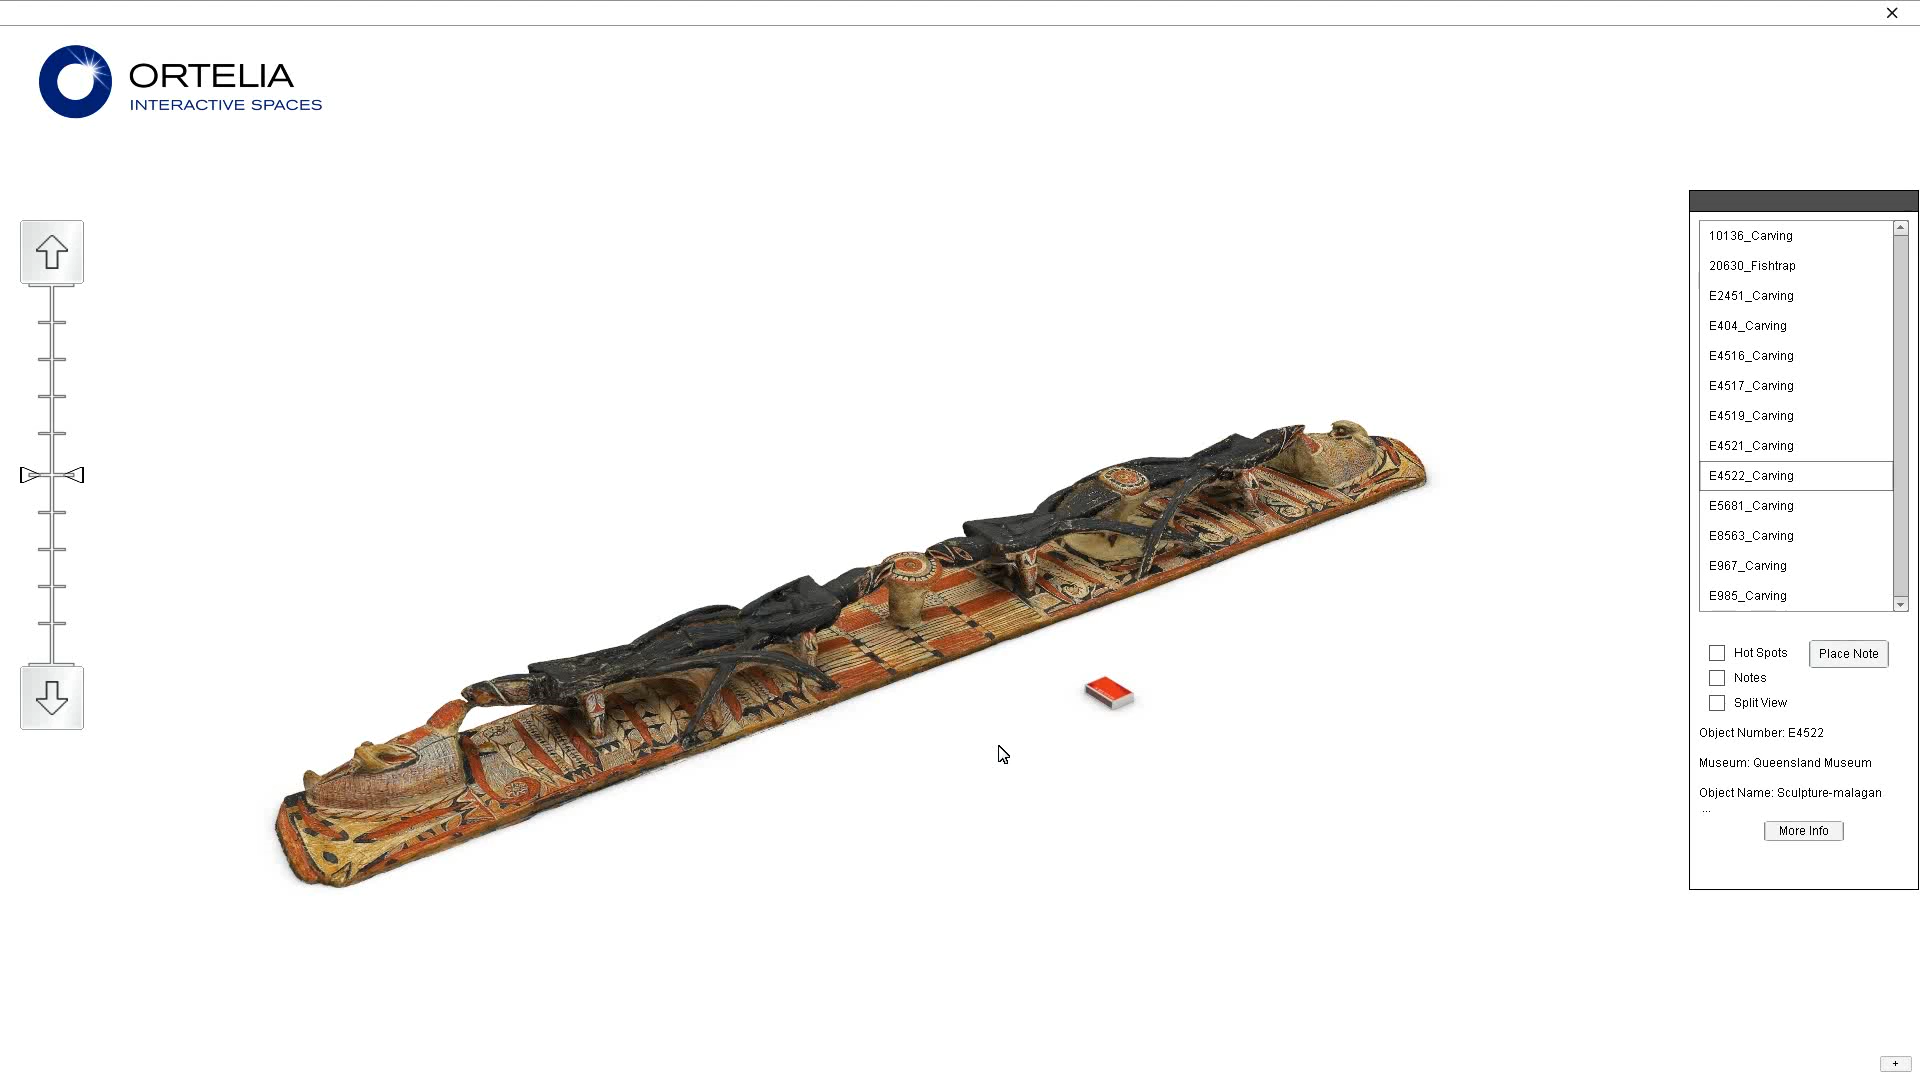 ORTELIA
INTERACTIVE SPACES
10136_Carving
20630_Fishtrap
E2451_Carving
E404_Carving
E4516_Carving
E4517_Carving
E4519_Carving
E4521_Carving
E4522_Carving
E5681_Carving
E8563_Carving
E967_Carving
E985_Carving
Hot Spots
Place Note
Notes
Split View
Object Number: E4522
Museum: Queensland Museum
Object Name: Sculpture-malagan
...
More Info
+